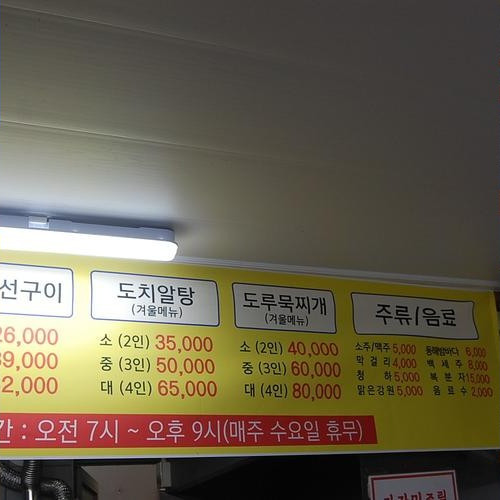 선구이
26,000
39,000
2,000
도치알탕
(겨울메뉴)
소 (2인) 35,000
중 (3인) 50,000
대 (4인) 65,000
도루묵찌개
(겨울메뉴)
소 (2인) 40,000
중 (3인) 60,000
대 (4인) 80,000
주류/음료
소주/맥주 5,000 동해밤바다 6,000
막걸리 4,000 백세주 8,000
청하 5,000 복분자 15,000
맑은강원 5,000 음료수 2,000
간 : 오전 7시 ~ 오후 9시(매주 수요일 휴무)